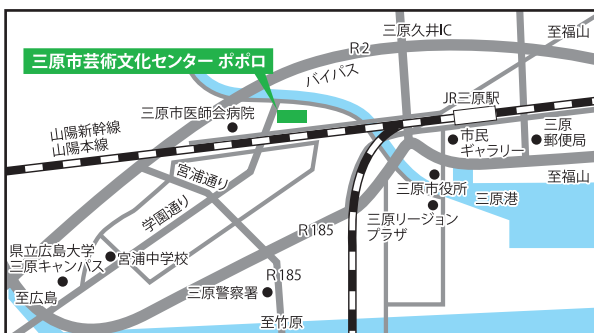 三原久井IC
至福山
R2
三原市芸術文化センター ポポロ
バイパス
JR三原駅
三原市医師会病院
山陽新幹線
山陽本線
市民
ギャラリー
三原
郵便局
宮浦通り
至福山
三原市役所
三原港
学園通り
三原リージョン
プラザ
R185
県立広島大学
三原キャンパス
宮浦中学校
R185
至広島
三原警察署
至竹原